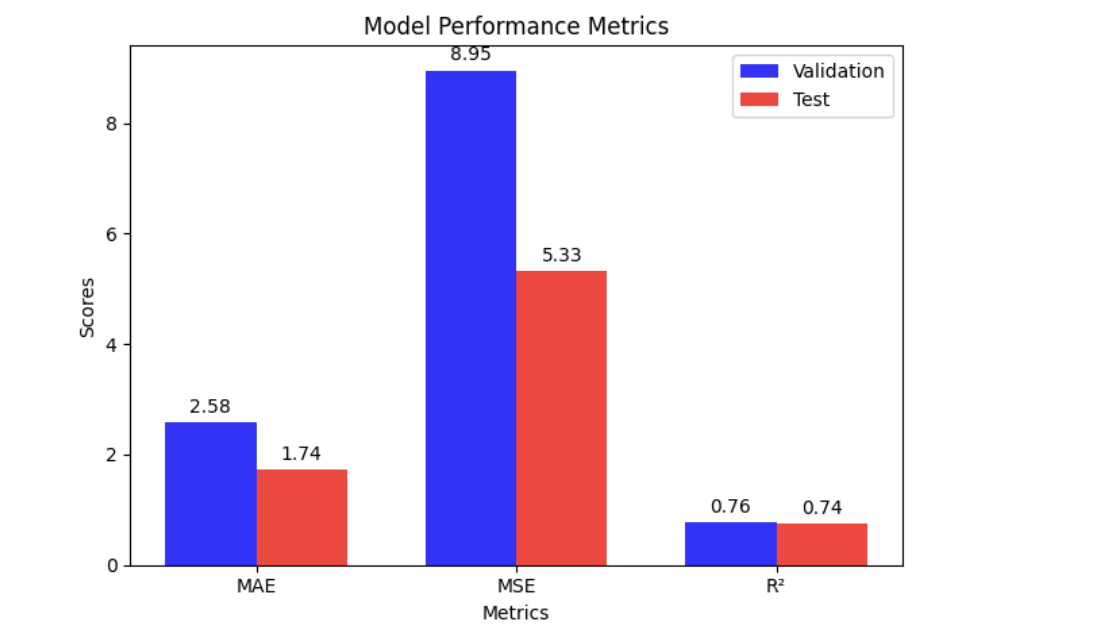 Model Performance Metrics
8.95
Validation
Test
8
6
5.33
Scores
4
2.58
2
1.74
0.76
0.74
0
MAE
MSE
R²
Metrics